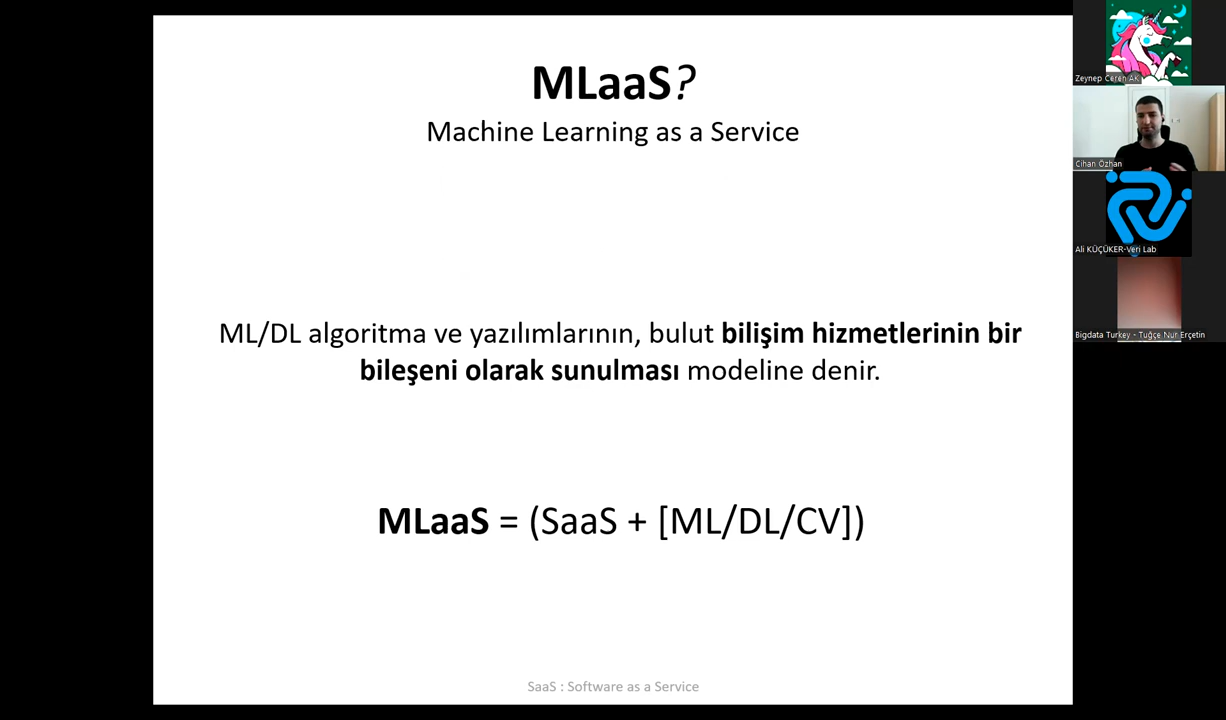 MLaaS?
Machine Learning as a Service
ML/DL algoritma ve yazılımlarının, bulut bilişim hizmetlerinin bir
bileşeni olarak sunulması modeline denir.
MLaaS = (SaaS + [ML/DL/CV])
SaaS : Software as a Service
Zeynep Ceren AK
Cihan Özhan
Ali KÜÇÜKER-Veri Lab
Bigdata Turkey - Tuğçe Nur Erçetin